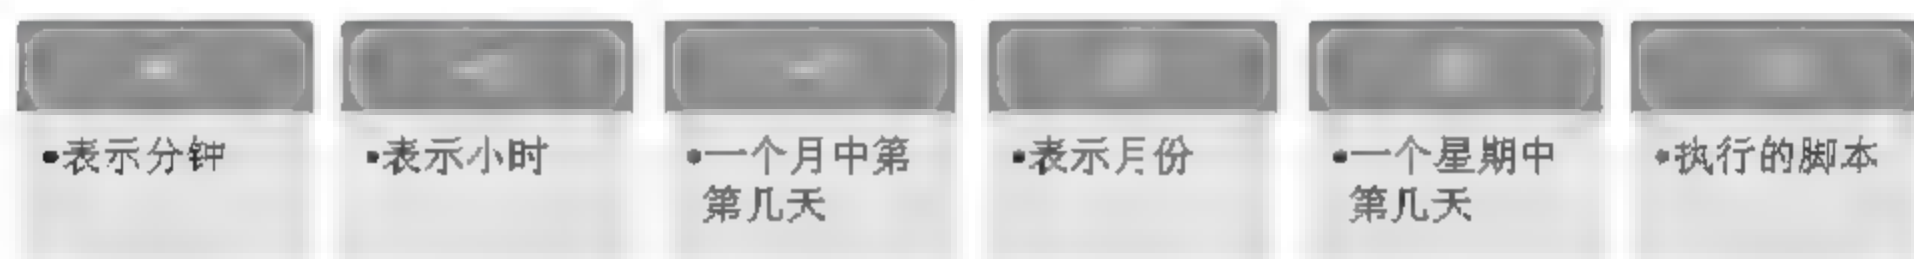 •表示分钟
•表示小时
•一个月中第
第几天
•表示月份
•一个星期中
第几天
•执行的脚本